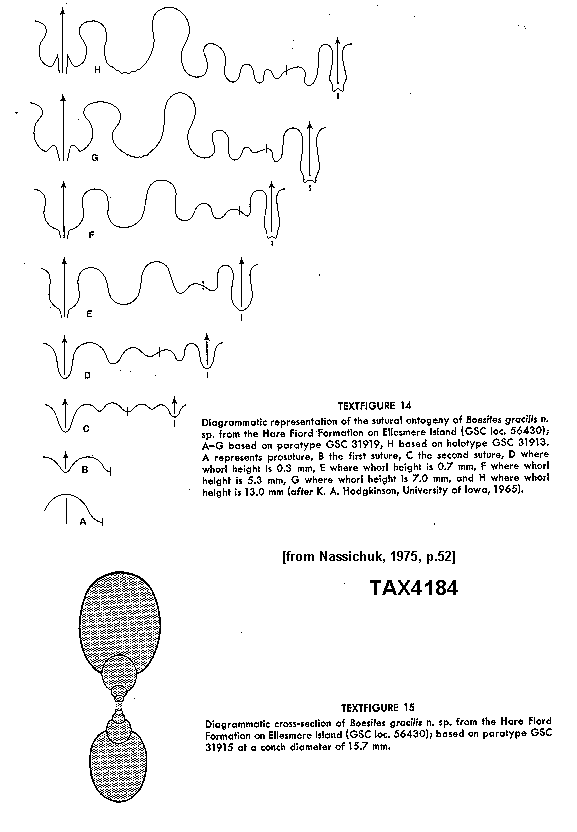 H
G
F
E
D
C
B
A
TEXTFIGURE 14
Diagrammatic representation of the sutural ontogeny of Boesites gracilis n.
sp. from the Hare Fiord Formation on Ellesmere Island (GSC loc. 56430);
A-G based on paratype GSC 31919, H based on holotype GSC 31913.
A represents prosuture, B the first suture, C the second suture, D where
whorl height is 0.3 mm, E where whorl height is 0.7 mm, F where whorl
height is 5.3 mm, G where whorl height is 7.0 mm, and H where whorl
height is 13.0 mm (after K. A. Hodgkinson, University of Iowa, 1965).
[from Nassichuk, 1975, p.52]
TAX4184
TEXTFIGURE 15
Diagrammatic cross-section of Boesites gracilis n. sp. from the Hare Fiord
Formation on Ellesmere Island (GSC loc. 56430); based on paratype GSC
31915 at a conch diameter of 15.7 mm.